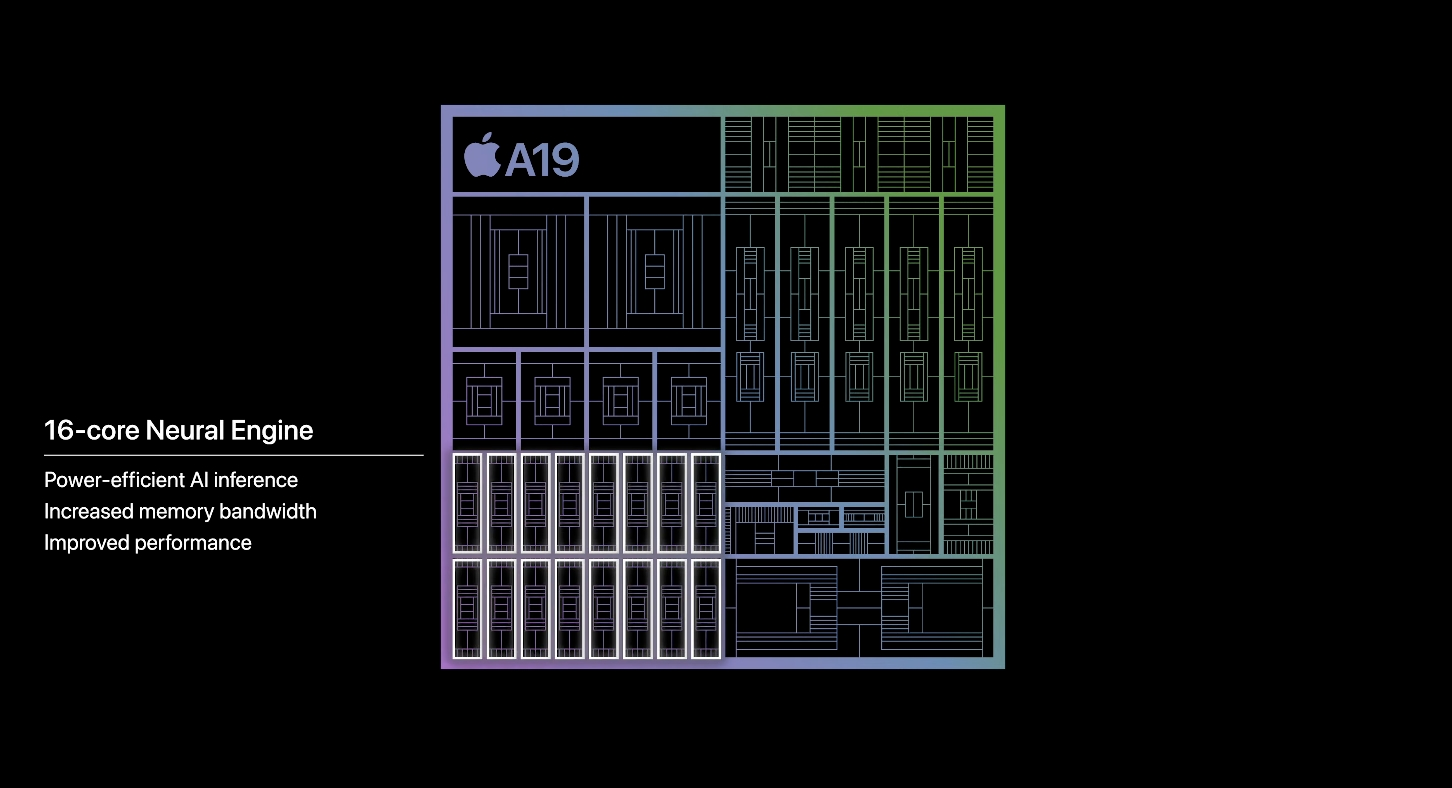 A19
16-core Neural Engine
Power-efficient AI inference
Increased memory bandwidth
Improved performance